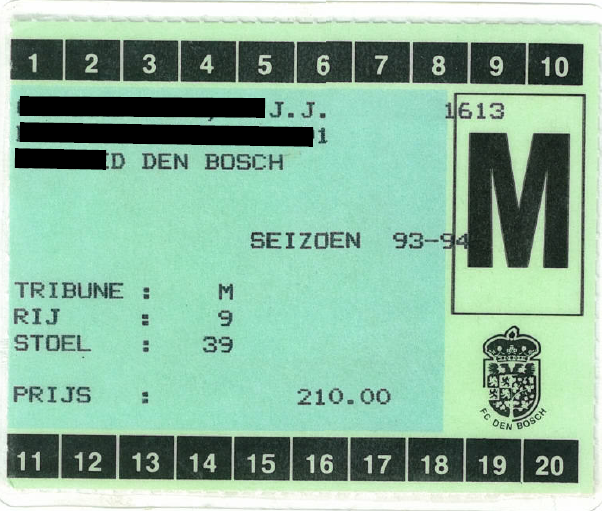 1 2 3 4 5 6 7 8 9 10
J.J. 1613
1
D DEN BOSCH
M
SEIZOEN 93-94
TRIBUNE : M
RIJ : 9
STOEL : 39
PRIJS : 210.00
FC DEN BOSCH
11 12 13 14 15 16 17 18 19 20